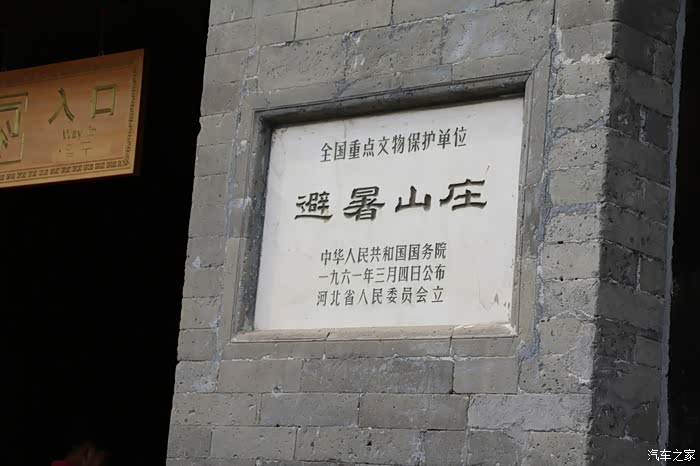 入口
Way
全国重点文物保护单位
避暑山庄
中华人民共和国国务院
一九六一年三月四日公布
河北省人民委员会立
汽车之家